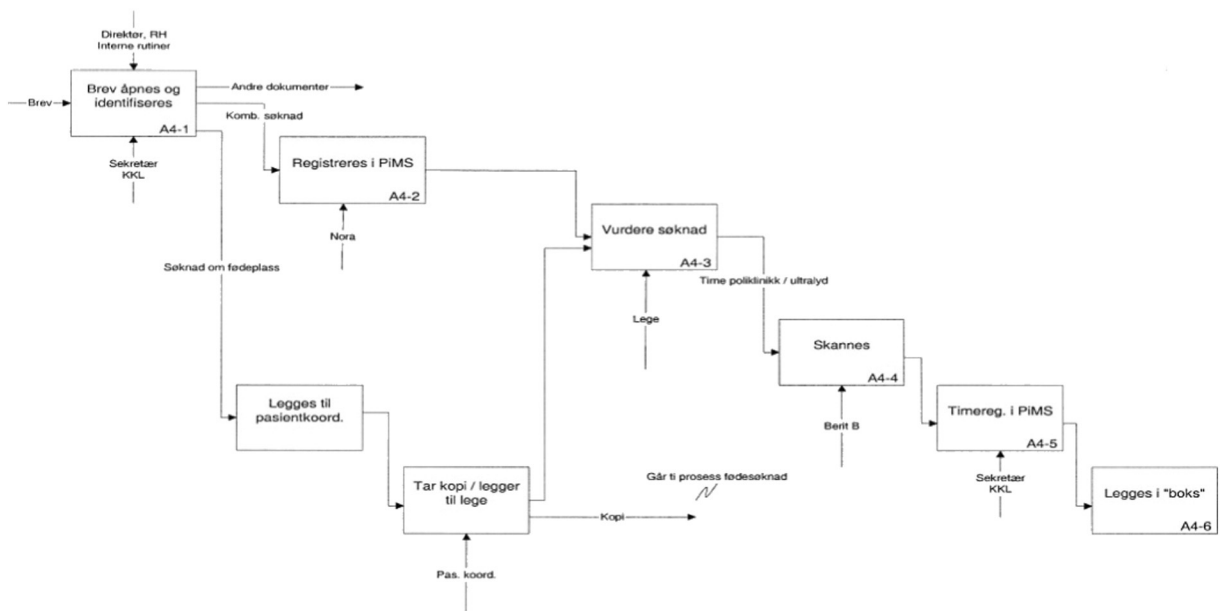 Direktør, RH
Interne rutiner
Brev
Brev åpnes og
identifiseres
A4-1
Andre dokumenter
Komb. søknad
Sekretær
KKL
Registreres i PiMS
A4-2
Nora
Søknad om fødeplass
Vurdere søknad
A4-3
Lege
Time poliklinikk / ultralyd
Skannes
A4-4
Berit B
Legges til
pasientkoord.
Timereg. i PiMS
A4-5
Sekretær
KKL
Tar kopi / legger
til lege
Går ti prosess fødesøknad
Kopi
Pas. koord.
Legges i "boks"
A4-6